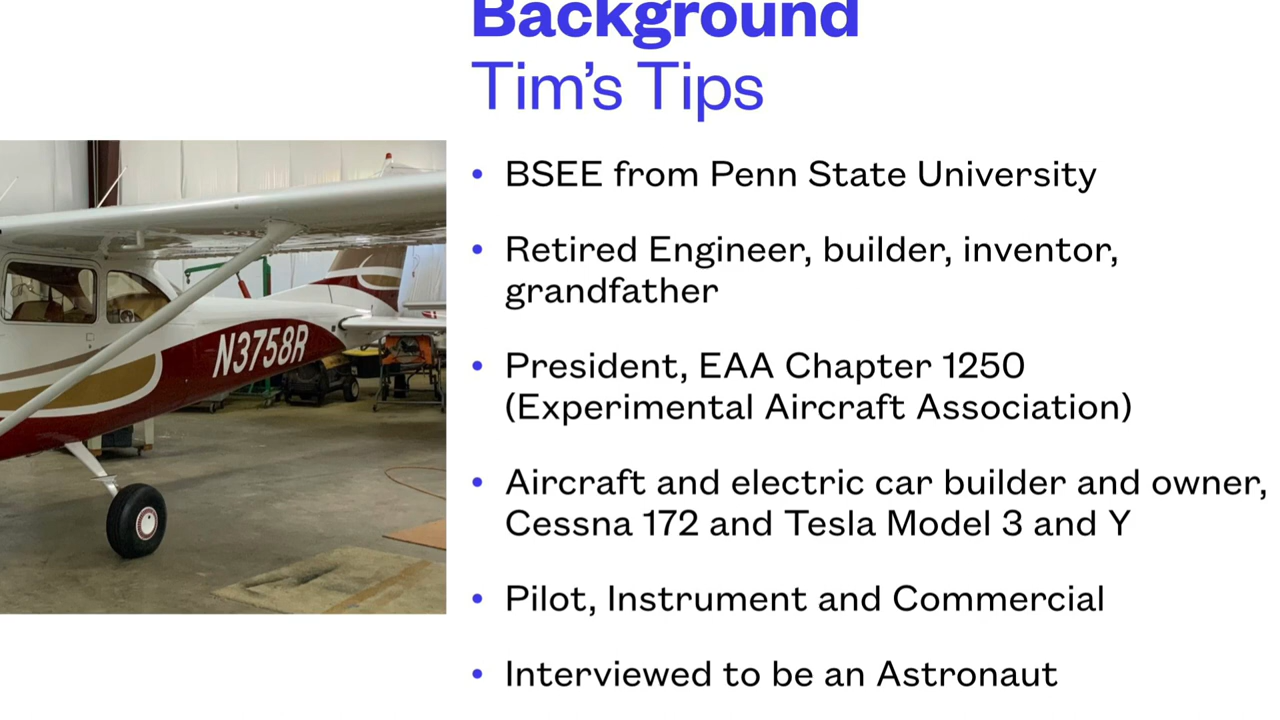 Background
Tim's Tips
• BSEE from Penn State University
• Retired Engineer, builder, inventor,
grandfather
• President, EAA Chapter 1250
(Experimental Aircraft Association)
• Aircraft and electric car builder and owner,
Cessna 172 and Tesla Model 3 and Y
• Pilot, Instrument and Commercial
• Interviewed to be an Astronaut
N3758R